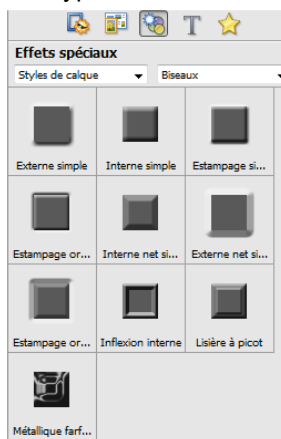 T
Effets spéciaux
Styles de calque Biseaux
Externe simple Interne simple Estampage si...
Estampage or... Interne net si... Externe net si...
Estampage or... Inflexion interne Lisière à picot
Métallique farf...